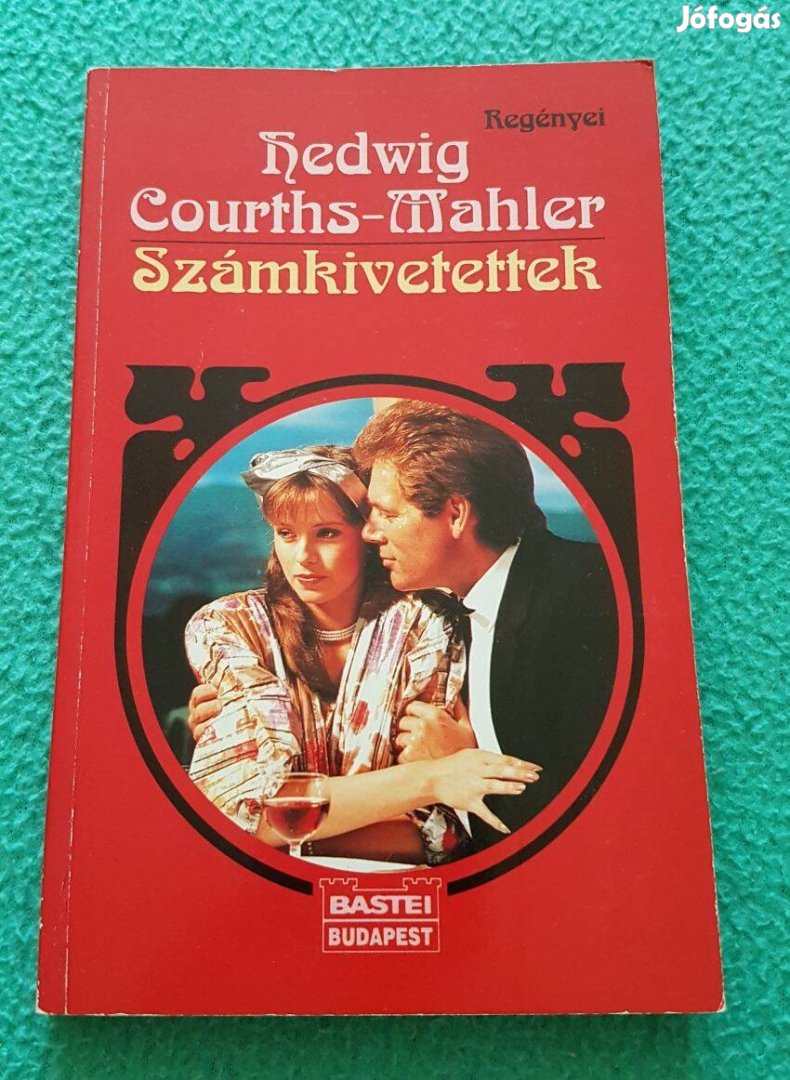 Jófogás
Regényei
Hedwig
Courths-Mahler
Számkivetettek
BASTEI
BUDAPEST